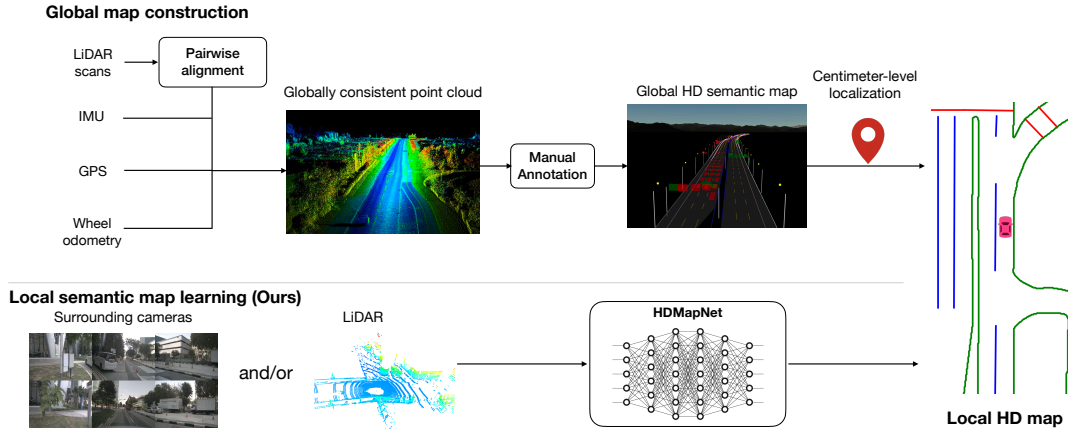 Global map construction
LiDAR
scans
Pairwise
alignment
IMU
GPS
Wheel
odometry
Globally consistent point cloud
Manual
Annotation
Global HD semantic map
Centimeter-level
localization
Local semantic map learning (Ours)
Surrounding cameras
and/or
LiDAR
HDMapNet
Local HD map